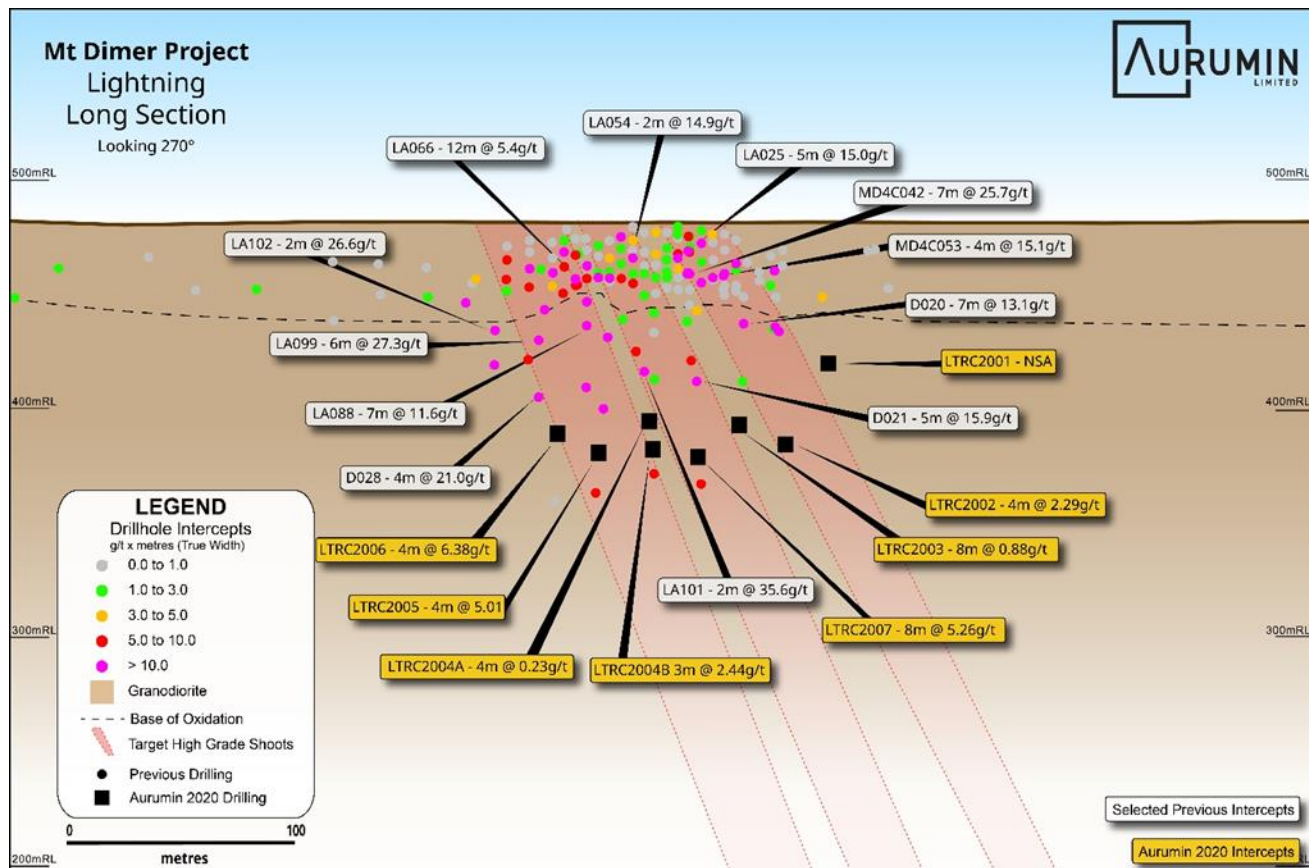 Mt Dimer Project
Lightning
Long Section
Looking 270°
AURUMIN
LIMITED
500mRL
500mRL
LA054 - 2m @ 14.9g/t
LA066 - 12m @ 5.4g/t
LA025 - 5m @ 15.0g/t
MD4C042 - 7m @ 25.7g/t
LA102 - 2m @ 26.6g/t
MD4C053 - 4m @ 15.1g/t
D020 - 7m @ 13.1g/t
LA099 - 6m @ 27.3g/t
LTRC2001 - NSA
400mRL
400mRL
LA088 - 7m @ 11.6g/t
D021 - 5m @ 15.9g/t
D028 - 4m @ 21.0g/t
LTRC2002 - 4m @ 2.29g/t
LTRC2006 - 4m @ 6.38g/t
LTRC2003 - 8m @ 0.88g/t
LA101 - 2m @ 35.6g/t
LTRC2005 - 4m @ 5.01
LTRC2007 - 8m @ 5.26g/t
300mRL
300mRL
LTRC2004A - 4m @ 0.23g/t
LTRC2004B 3m @ 2.44g/t
LEGEND
Drillhole Intercepts
g/t x metres (True Width)
0.0 to 1.0
1.0 to 3.0
3.0 to 5.0
5.0 to 10.0
> 10.0
Granodiorite
Base of Oxidation
Target High Grade Shoots
Previous Drilling
Aurumin 2020 Drilling
0 100
metres
200mRL
200mRL
Selected Previous Intercepts
Aurumin 2020 Intercepts